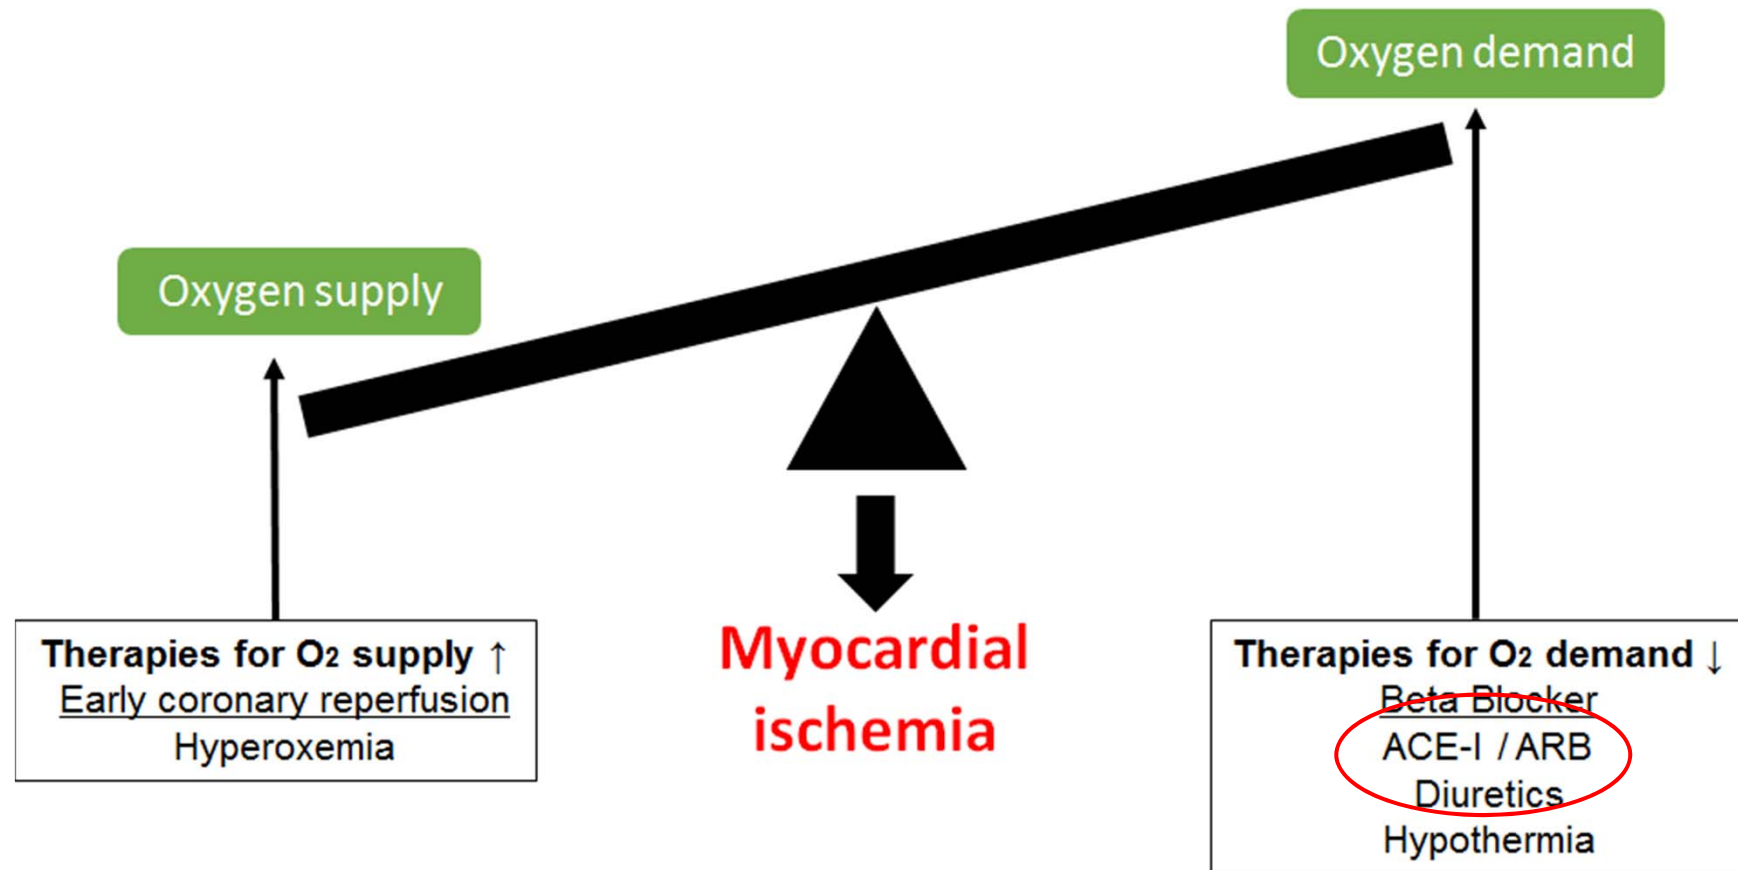 Oxygen demand
Oxygen supply
Therapies for O2 supply ↑
Early coronary reperfusion
Hyperoxemia
Myocardial
ischemia
Therapies for O2 demand ↓
Beta Blocker
ACE-I / ARB
Diuretics
Hypothermia